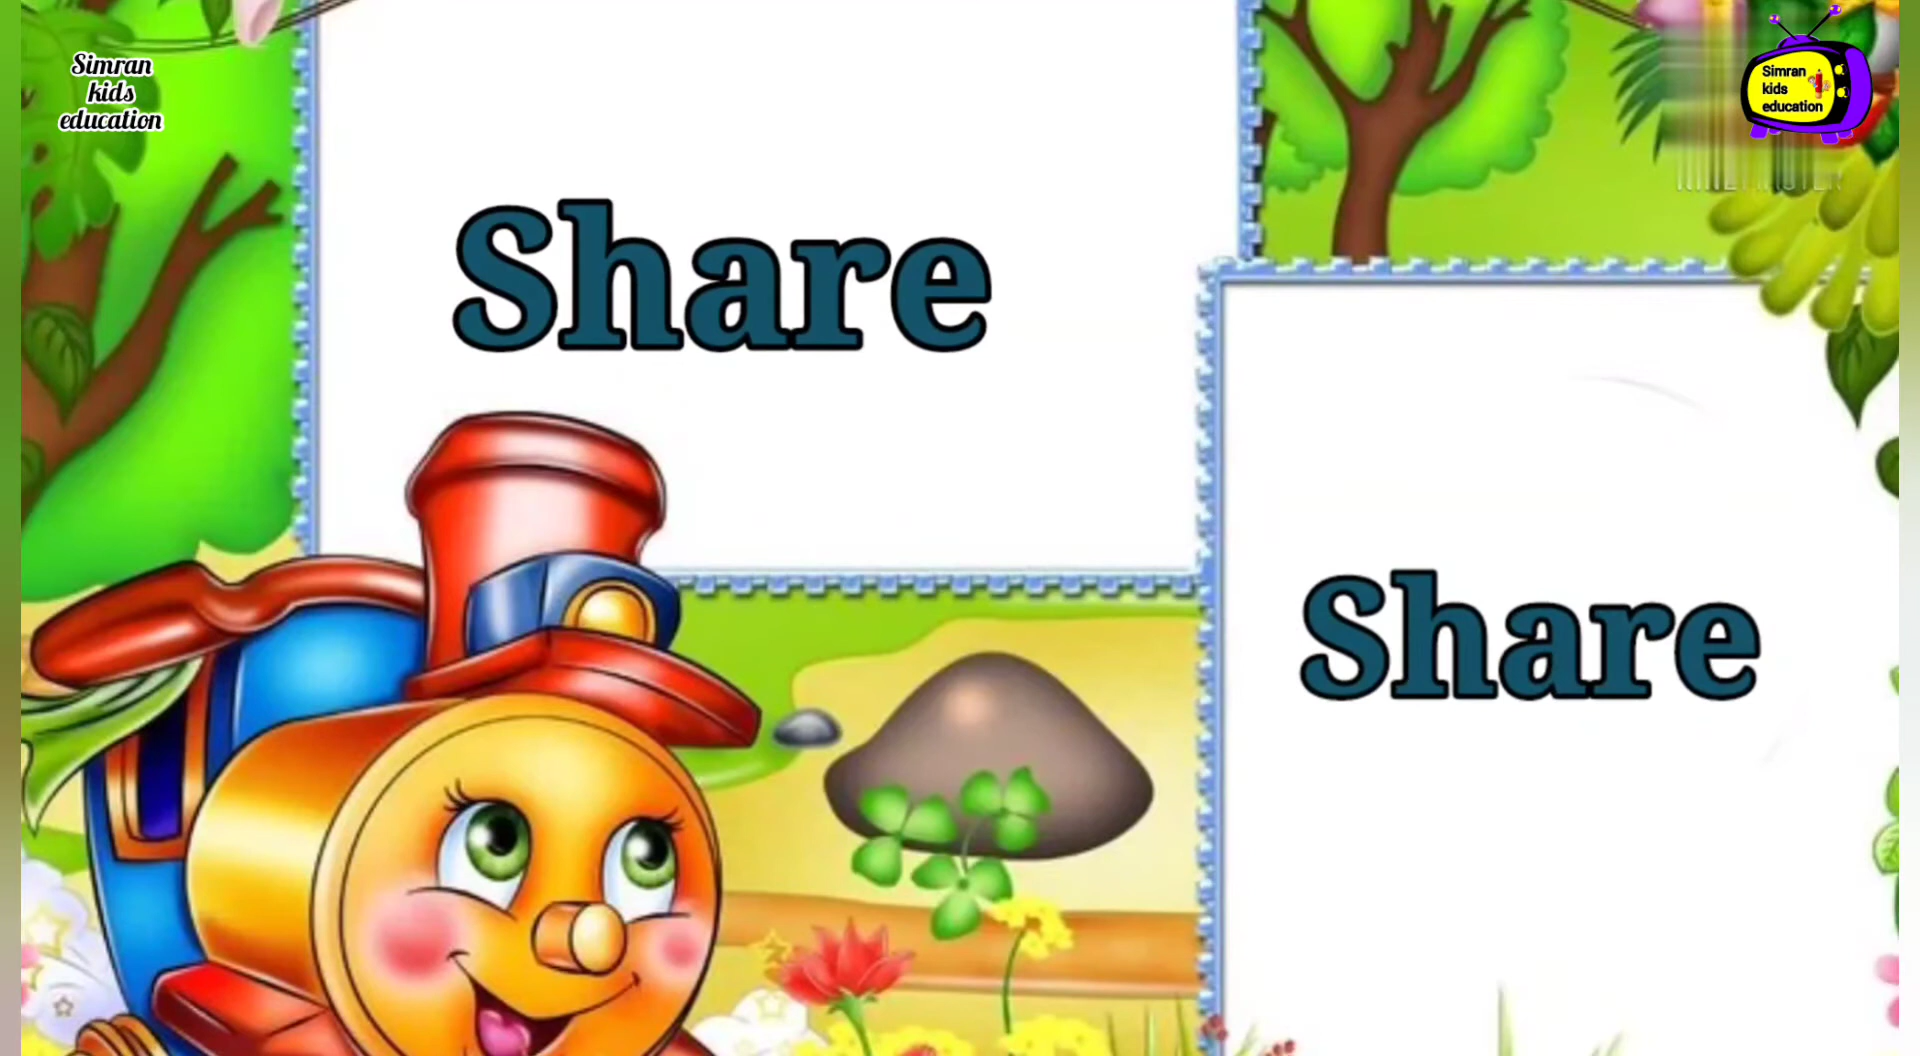 Simran
kids
education
Simran
kids
education
Share
Share